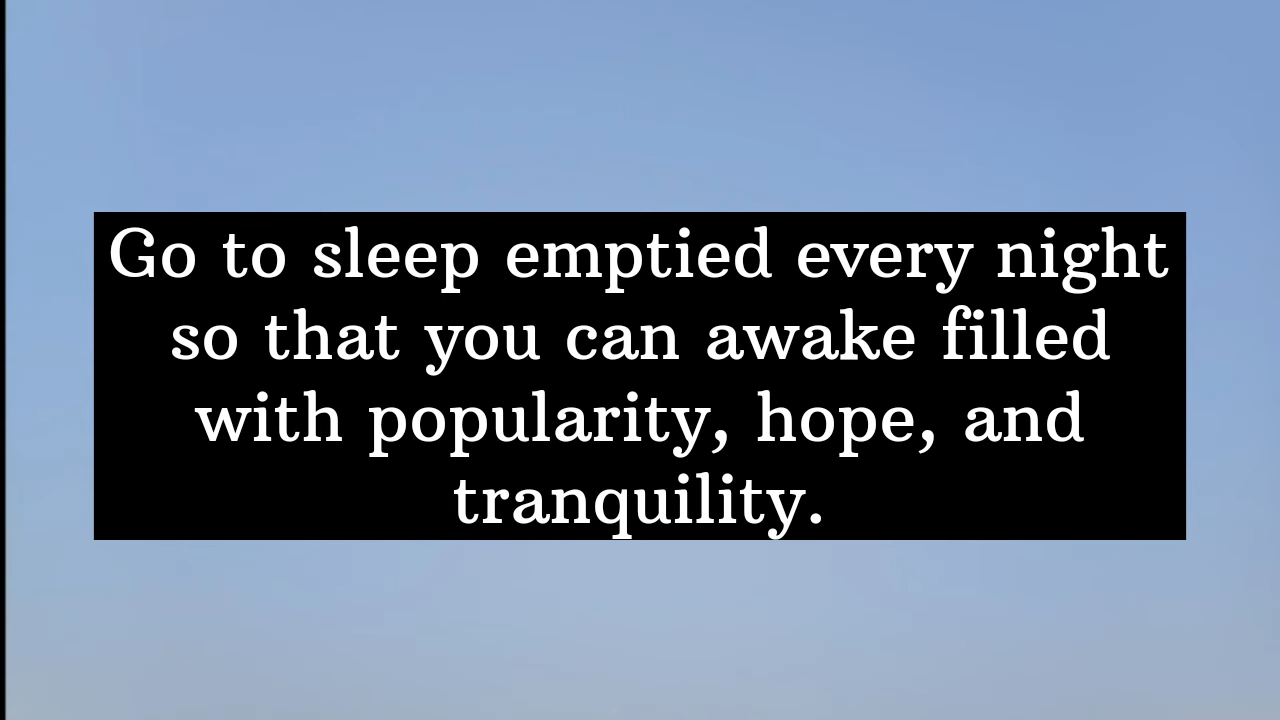 Go to sleep emptied every night
so that you can awake filled
with popularity, hope, and
tranquility.